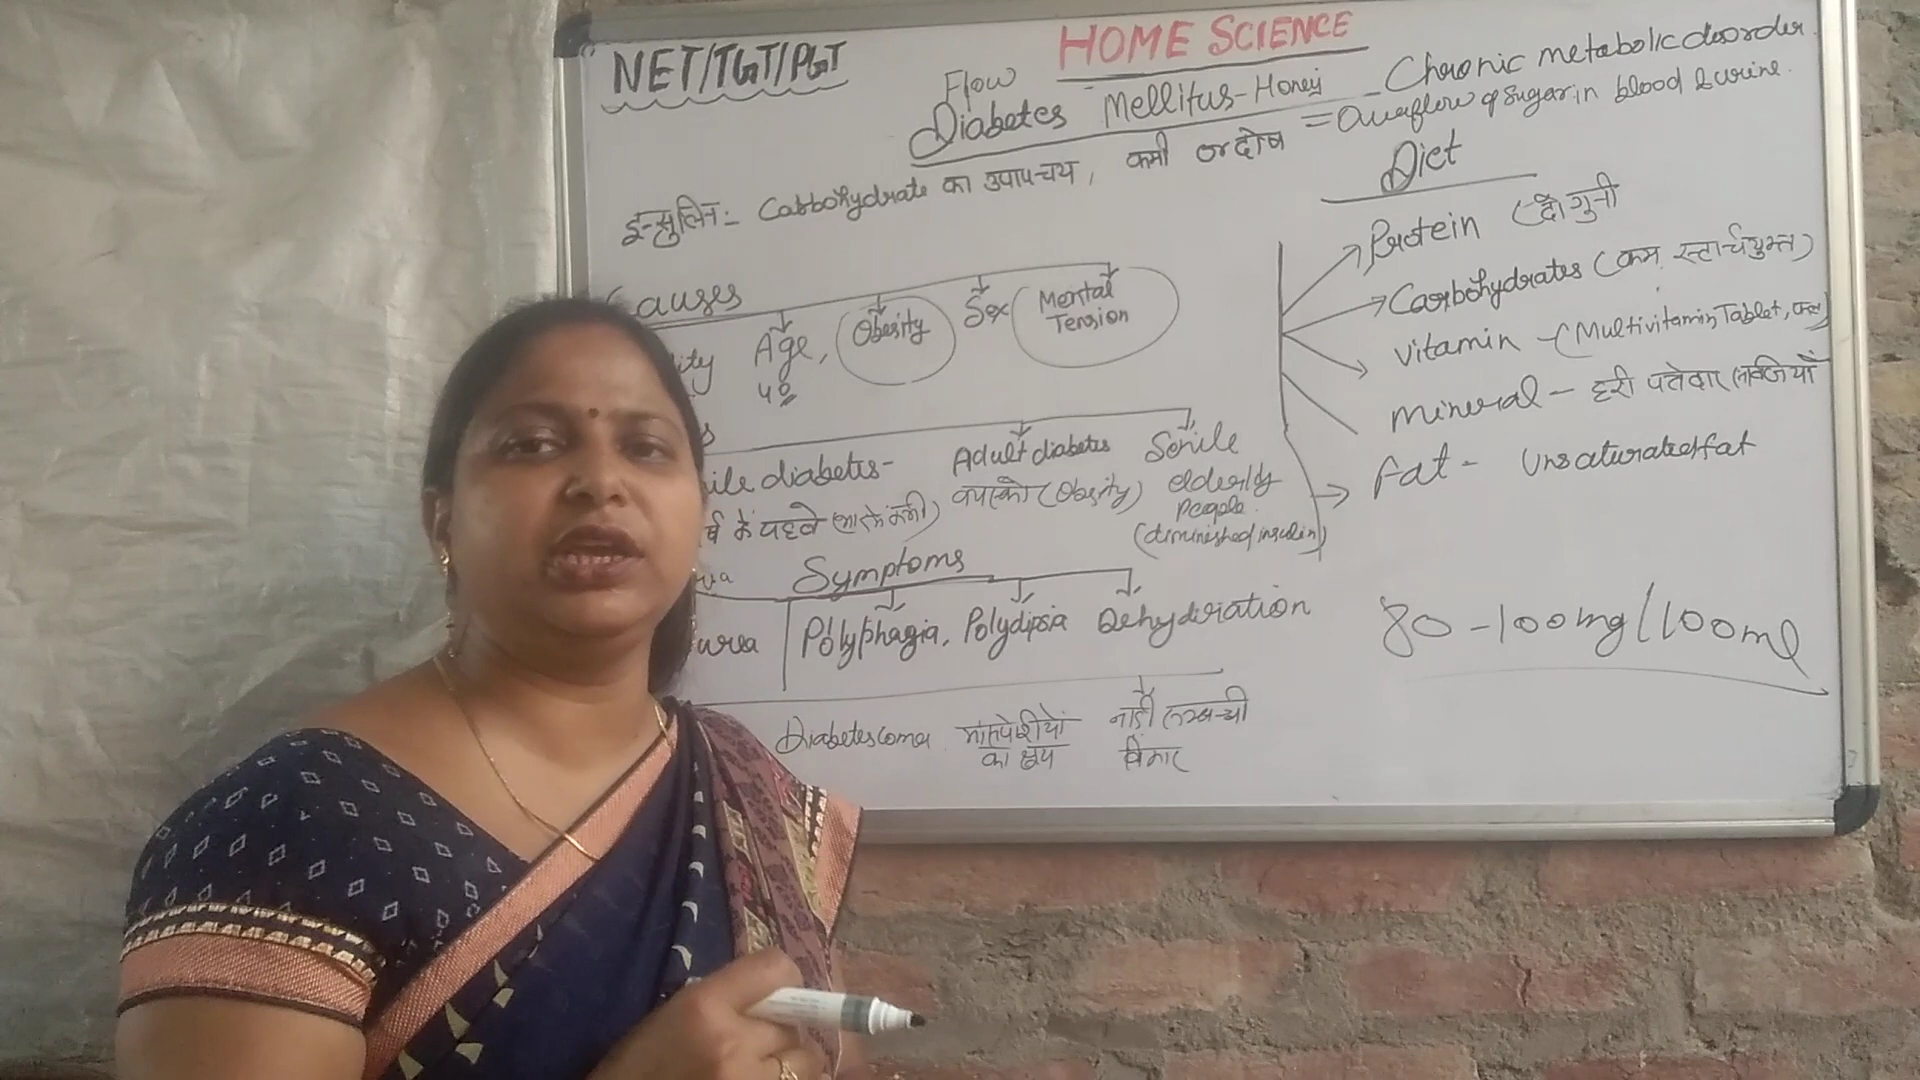 NET/TGT/PGT
HOME SCIENCE
Flow
Diabetes Mellitus-Honey - Chronic metabolic disorder
= Overflow of Sugar in blood & urine.
इन्सुलिन:- Carbohydrate का उपापचय, कमी or दोष
Causes
Age, Obesity Sex Mental Tension
40
ile diabetes- Adult diabetes Senile
के पहले वयस्को (Obesity) elderly
people
(diminished insulin)
Symptoms
urea Polyphagia, Polydipsia Dehydration
Diabetes coma मांसपेशीयों का क्षय नाड़ी विकार
Diet
Protein (दो गुनी
Carbohydrates (कम, स्टार्चयुक्त)
vitamin - (Multivitamin Tablet, फल)
mineral - हरी पत्तेदार सब्जियाँ
fat - Unsaturated fat
80-100mg/100ml